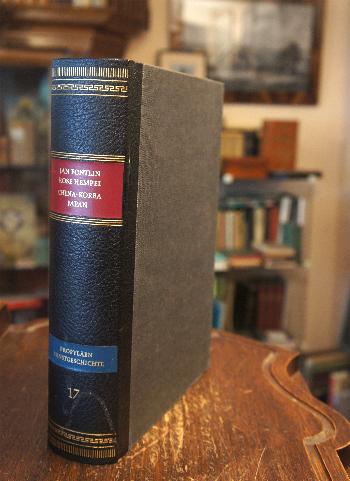 JAN FONTEIN
ROSE HEMPEL
CHINA·KOREA
JAPAN
PROPYLÄEN
KUNSTGESCHICHTE
17